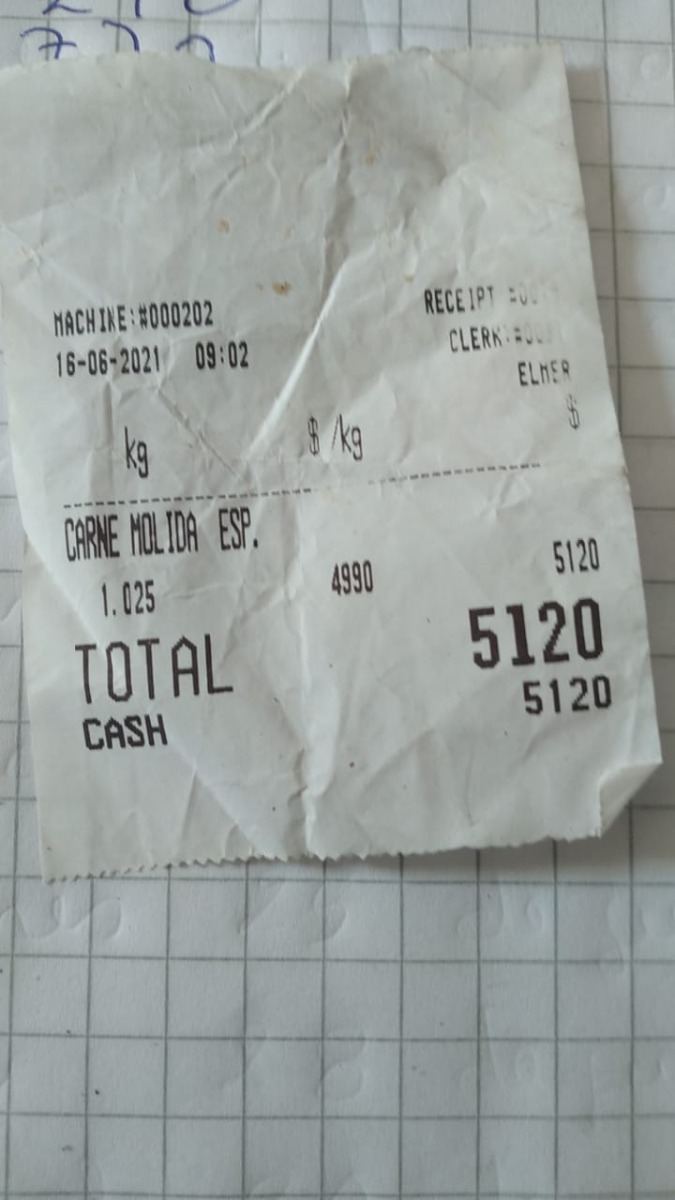 MACHINE:#000202
RECEIPT
16-06-2021 09:02
CLERK:
ELMER
kg $/kg $
CARNE MOLIDA ESP.
1.025 4990 5120
TOTAL 5120
CASH 5120